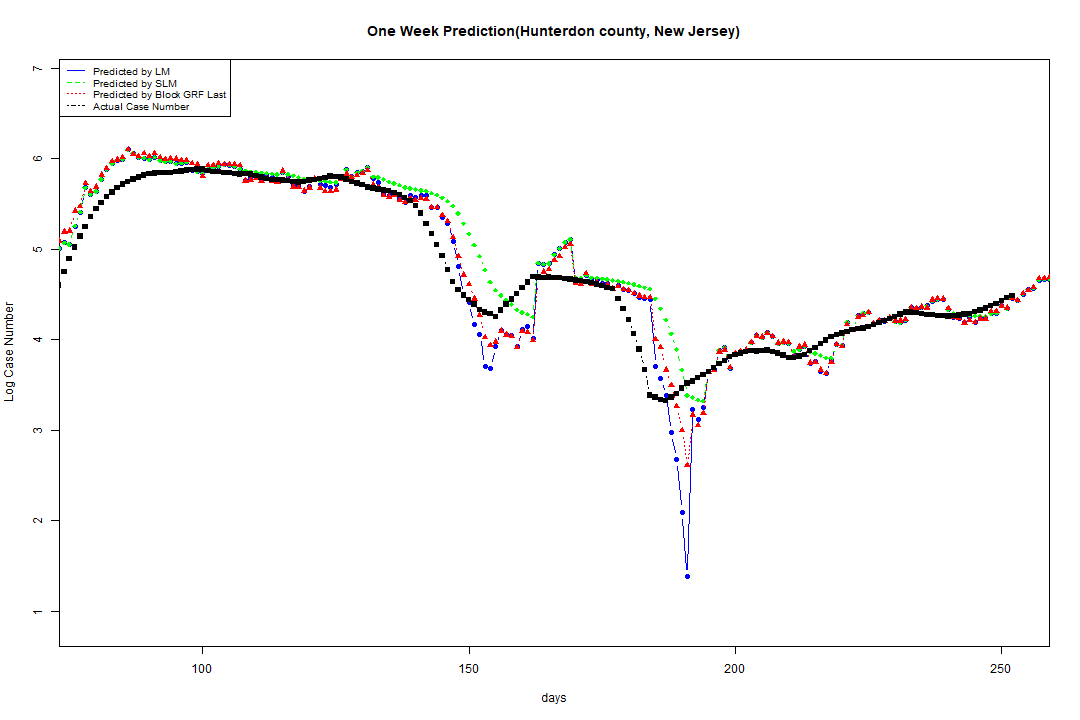 One Week Prediction(Hunterdon county, New Jersey)
Predicted by LM
Predicted by SLM
Predicted by Block GRF Last
Actual Case Number
Log Case Number
7
6
5
4
3
2
1
100 150 200 250
days